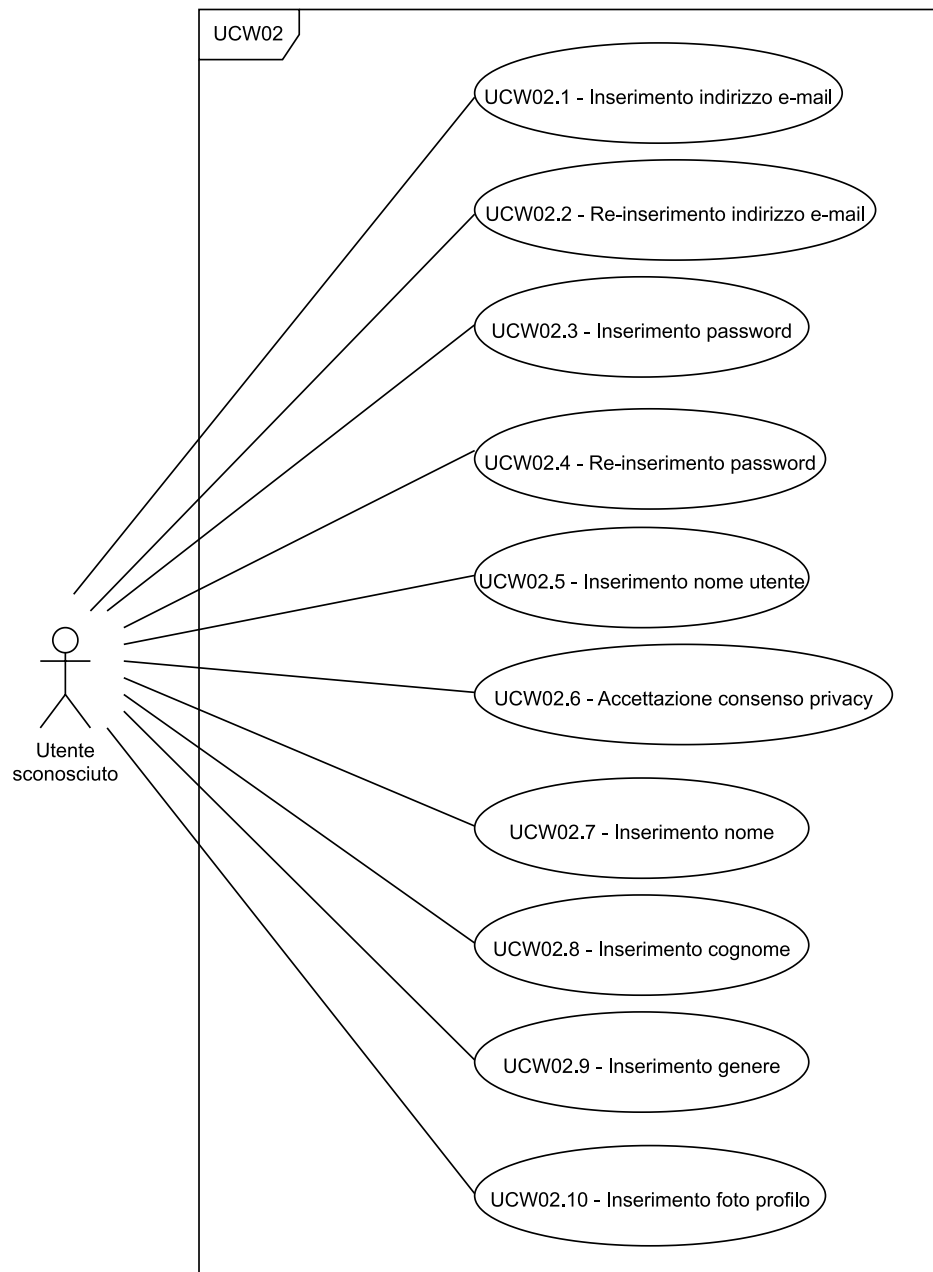 UCW02
UCW02.1 - Inserimento indirizzo e-mail
UCW02.2 - Re-inserimento indirizzo e-mail
UCW02.3 - Inserimento password
UCW02.4 - Re-inserimento password
UCW02.5 - Inserimento nome utente
UCW02.6 - Accettazione consenso privacy
Utente
sconosciuto
UCW02.7 - Inserimento nome
UCW02.8 - Inserimento cognome
UCW02.9 - Inserimento genere
UCW02.10 - Inserimento foto profilo